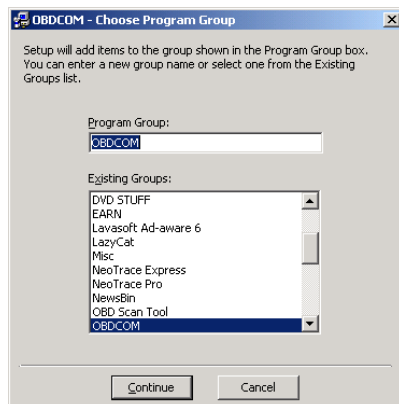 OBDCOM - Choose Program Group
Setup will add items to the group shown in the Program Group box.
You can enter a new group name or select one from the Existing
Groups list.
Program Group:
OBDCOM
Existing Groups:
DVD STUFF
EARN
Lavasoft Ad-aware 6
LazyCat
Misc
NeoTrace Express
NeoTrace Pro
NewsBin
OBD Scan Tool
OBDCOM
Continue
Cancel